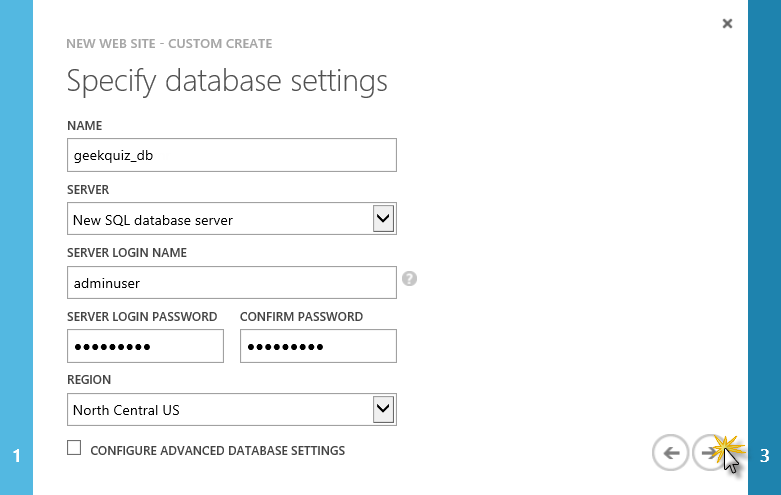 NEW WEB SITE - CUSTOM CREATE
Specify database settings
NAME
geekquiz_db
SERVER
New SQL database server
SERVER LOGIN NAME
adminuser
?
SERVER LOGIN PASSWORD CONFIRM PASSWORD
●●●●●●●●● ●●●●●●●●●
REGION
North Central US
CONFIGURE ADVANCED DATABASE SETTINGS
1
3